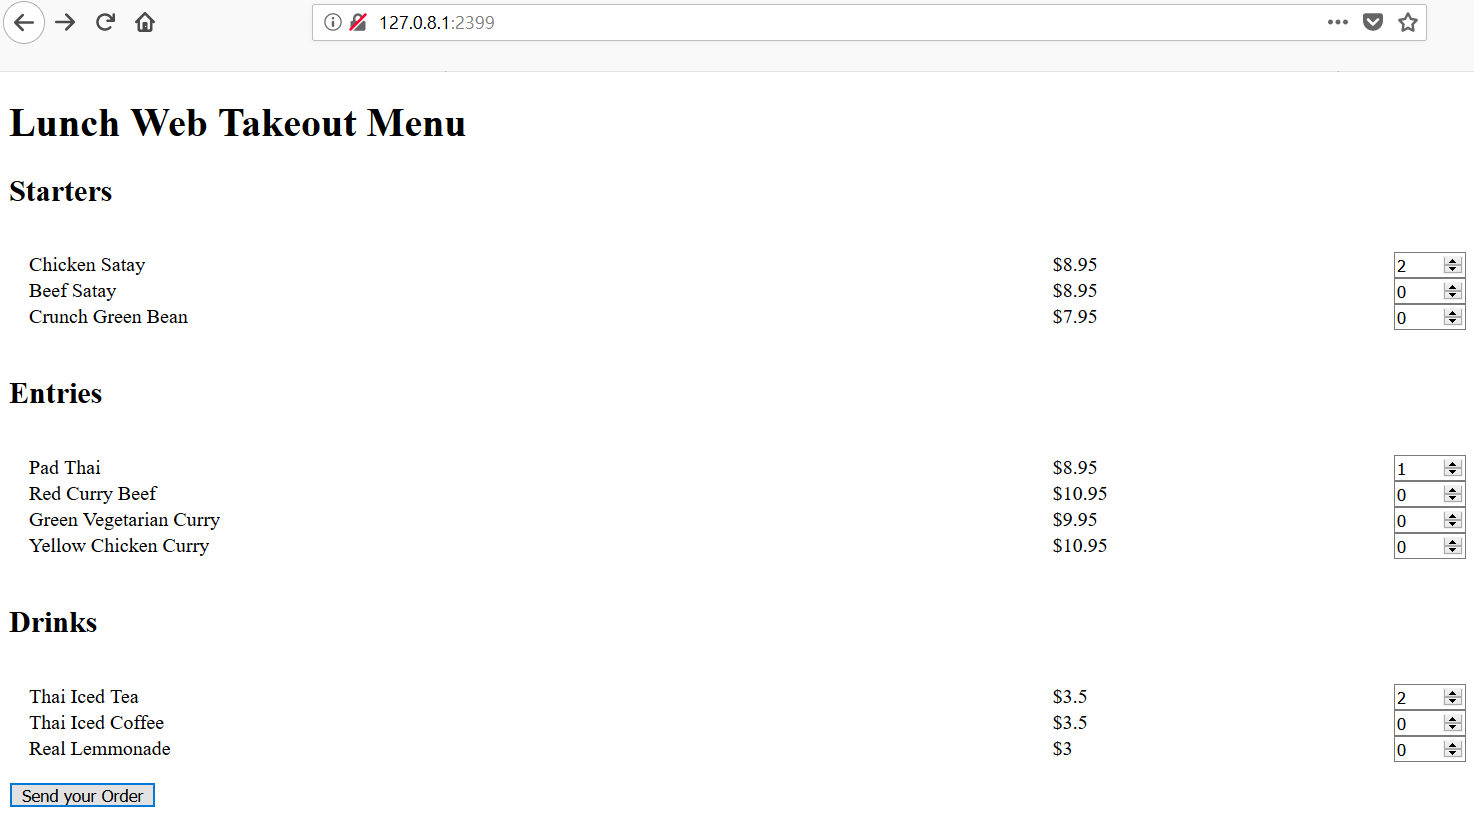 127.0.8.1:2399
Lunch Web Takeout Menu
Starters
Chicken Satay $8.95 2
Beef Satay $8.95 0
Crunch Green Bean $7.95 0
Entries
Pad Thai $8.95 1
Red Curry Beef $10.95 0
Green Vegetarian Curry $9.95 0
Yellow Chicken Curry $10.95 0
Drinks
Thai Iced Tea $3.5 2
Thai Iced Coffee $3.5 0
Real Lemmonade $3 0
Send your Order